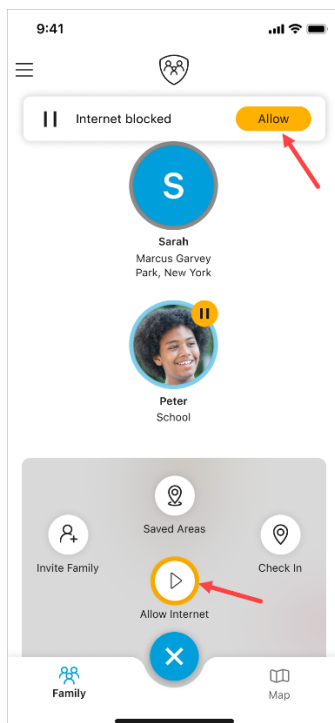 9:41
Internet blocked
Allow
S
Sarah
Marcus Garvey
Park, New York
Peter
School
Saved Areas
Invite Family
Check In
Allow Internet
Family
Map